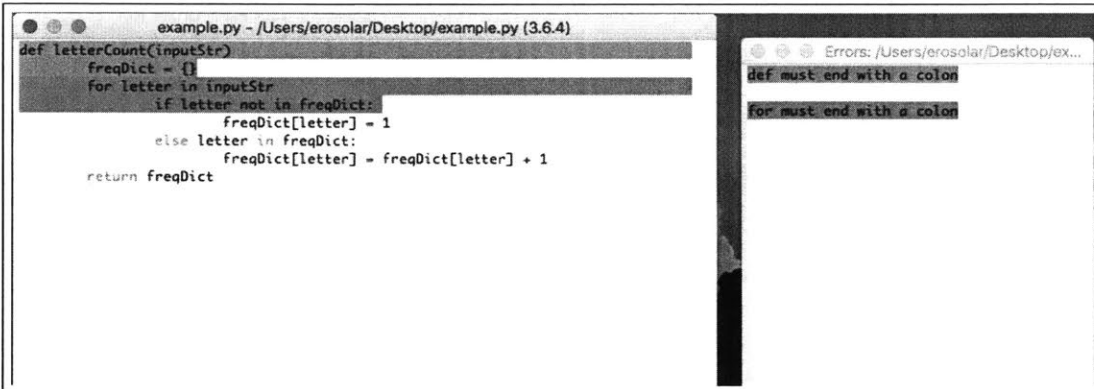 example.py - /Users/erosolar/Desktop/example.py (3.6.4)
def letterCount(inputStr)
freqDict = {}
for letter in inputStr
if letter not in freqDict:
freqDict[letter] = 1
else letter in freqDict:
freqDict[letter] = freqDict[letter] + 1
return freqDict
Errors: /Users/erosolar/Desktop/ex...
def must end with a colon
for must end with a colon